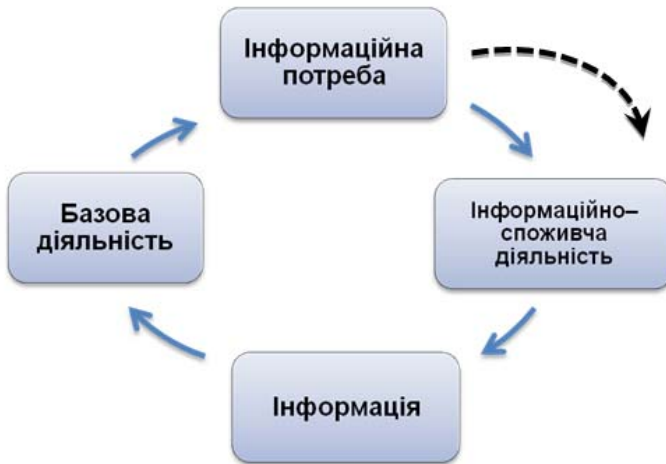 Інформаційна
потреба
Базова
діяльність
Інформаційно–
споживча
діяльність
Інформація